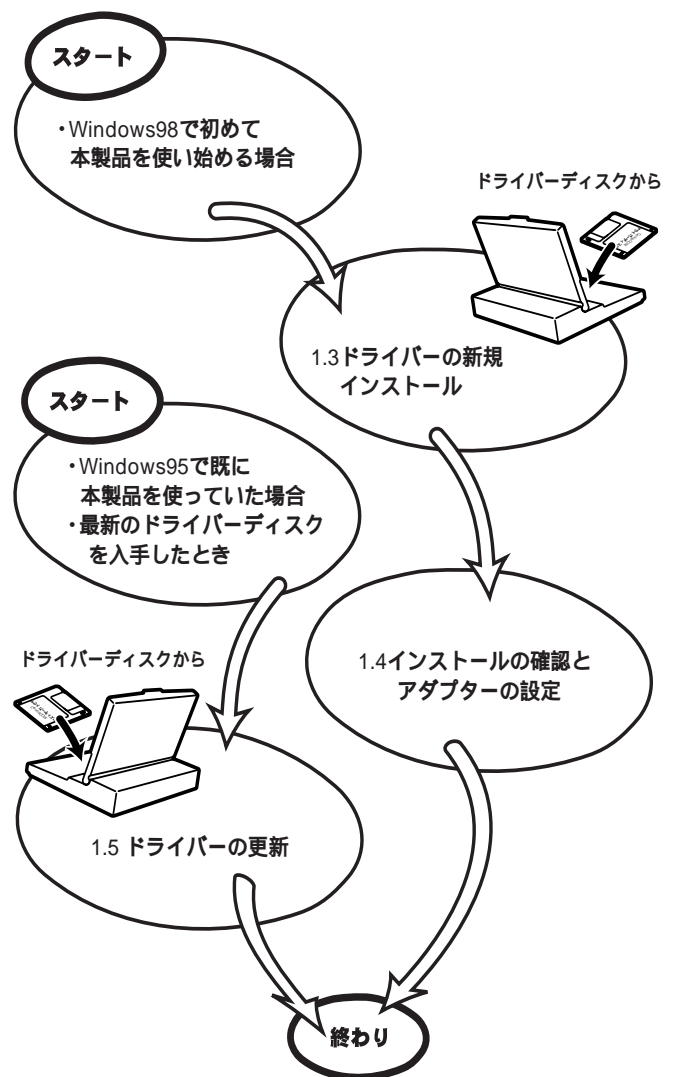 スタート
・Windows98で初めて
本製品を使い始める場合
ドライバーディスクから
1.3ドライバーの新規
インストール
スタート
・Windows95で既に
本製品を使っていた場合
・最新のドライバーディスク
を入手したとき
ドライバーディスクから
1.4インストールの確認と
アダプターの設定
1.5 ドライバーの更新
終わり